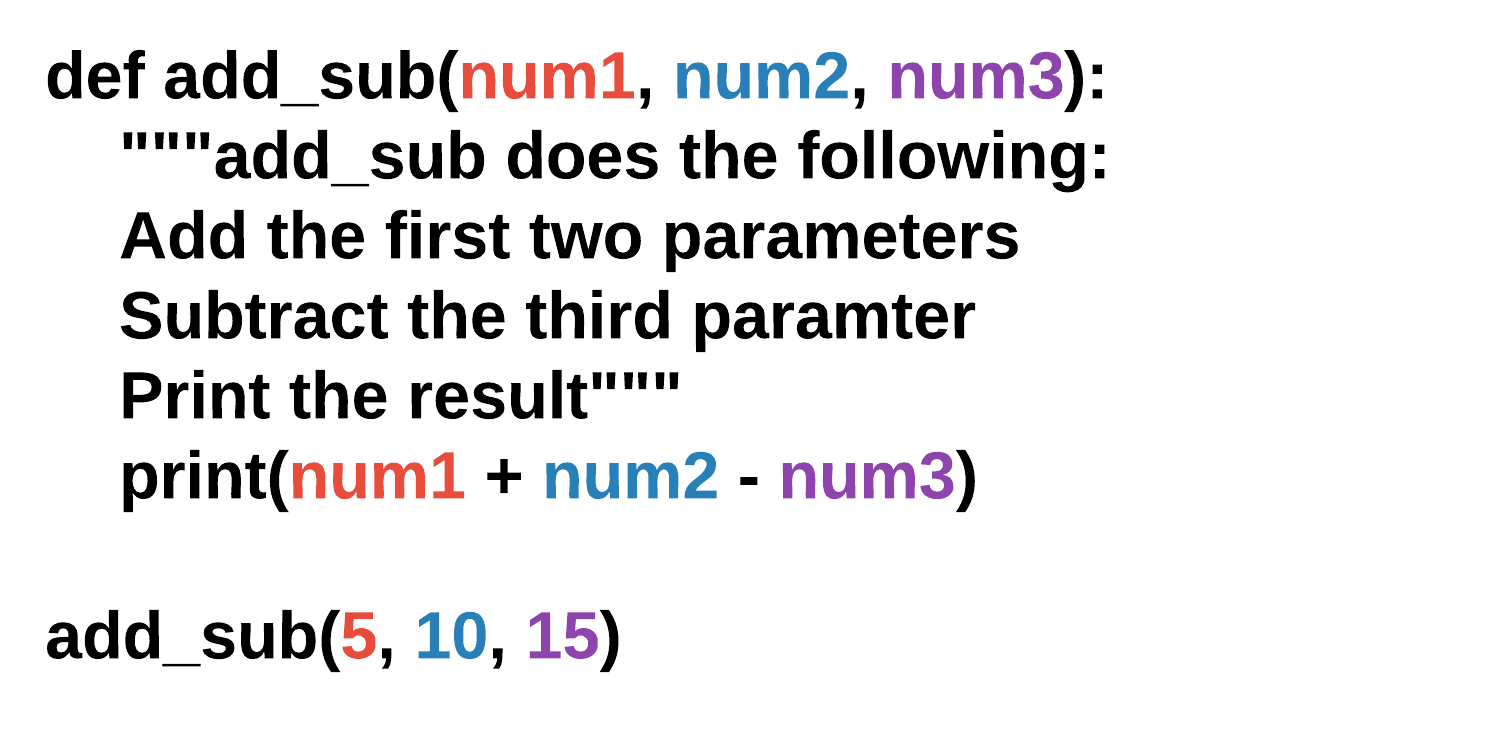 def add_sub(num1, num2, num3):
"""add_sub does the following:
Add the first two parameters
Subtract the third paramter
Print the result"""
print(num1 + num2 - num3)
add_sub(5, 10, 15)